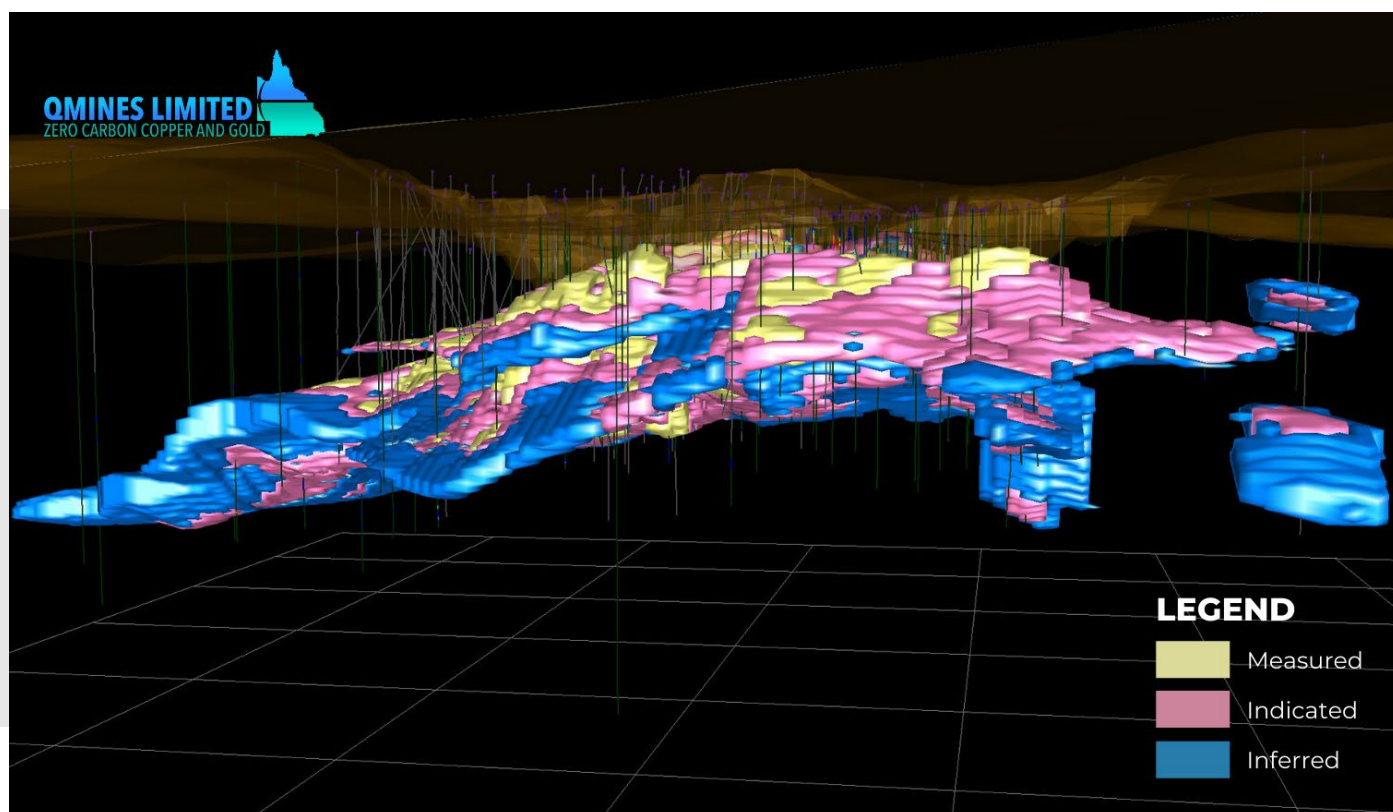 QMINES LIMITED
ZERO CARBON COPPER AND GOLD
LEGEND
Measured
Indicated
Inferred